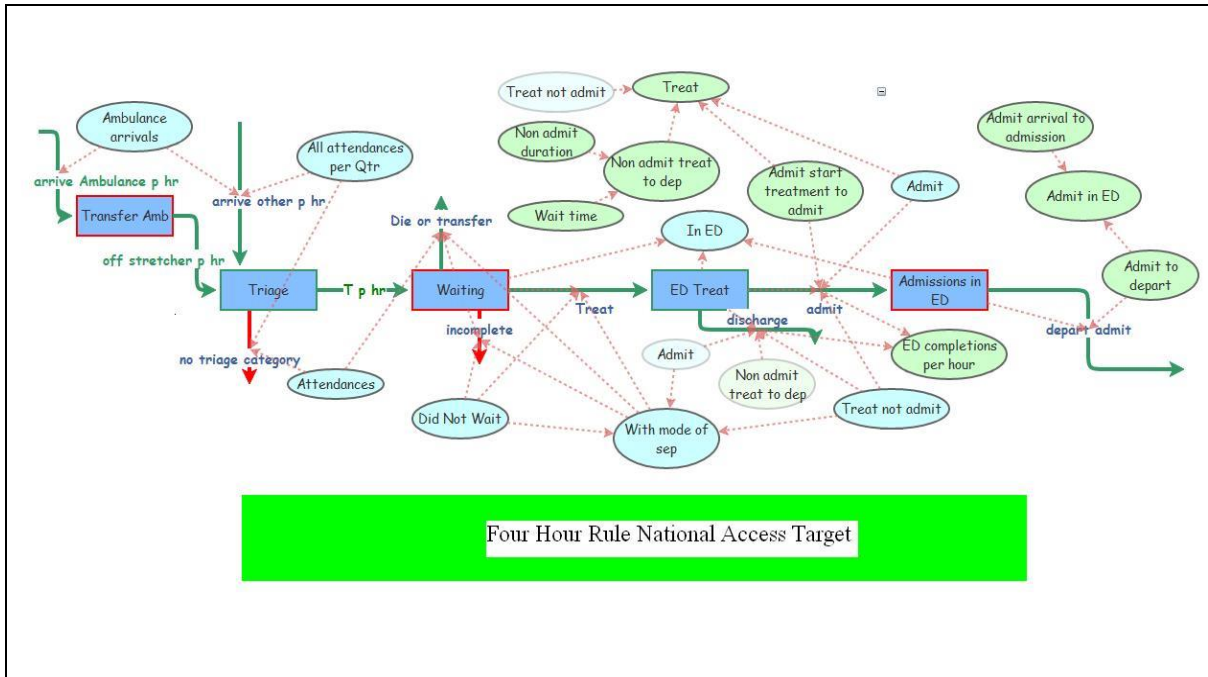 Treat not admit
Treat
Ambulance
arrivals
Non admit
duration
All attendances
per Qtr
Non admit treat
to dep
Admit start
treatment to
admit
Admit
Admit arrival to
admission
Admit in ED
arrive Ambulance p hr
Transfer Amb
arrive other p hr
Die or transfer
Wait time
In ED
off stretcher p hr
Admit to
depart
Triage
T p hr
Waiting
Treat
ED Treat
admit
Admissions in
ED
discharge
depart admit
no triage category
incomplete
Admit
ED completions
per hour
Attendances
Non admit
treat to dep
Did Not Wait
With mode of
sep
Treat not admit
Four Hour Rule National Access Target